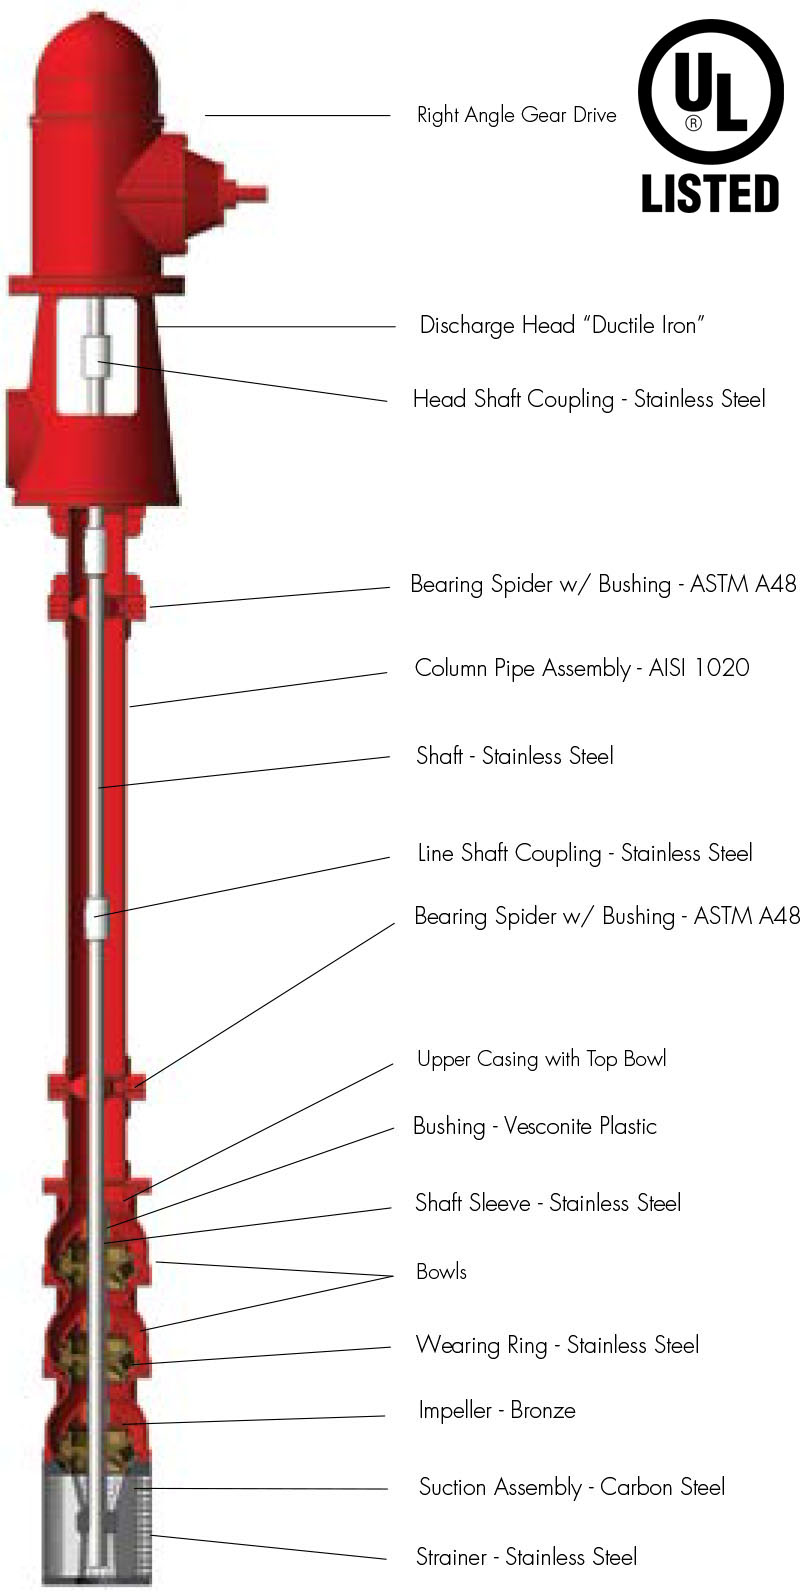 Right Angle Gear Drive
UL
®
LISTED
Discharge Head “Ductile Iron”
Head Shaft Coupling - Stainless Steel
Bearing Spider w/ Bushing - ASTM A48
Column Pipe Assembly - AISI 1020
Shaft - Stainless Steel
Line Shaft Coupling - Stainless Steel
Bearing Spider w/ Bushing - ASTM A48
Upper Casing with Top Bowl
Bushing - Vesconite Plastic
Shaft Sleeve - Stainless Steel
Bowls
Wearing Ring - Stainless Steel
Impeller - Bronze
Suction Assembly - Carbon Steel
Strainer - Stainless Steel